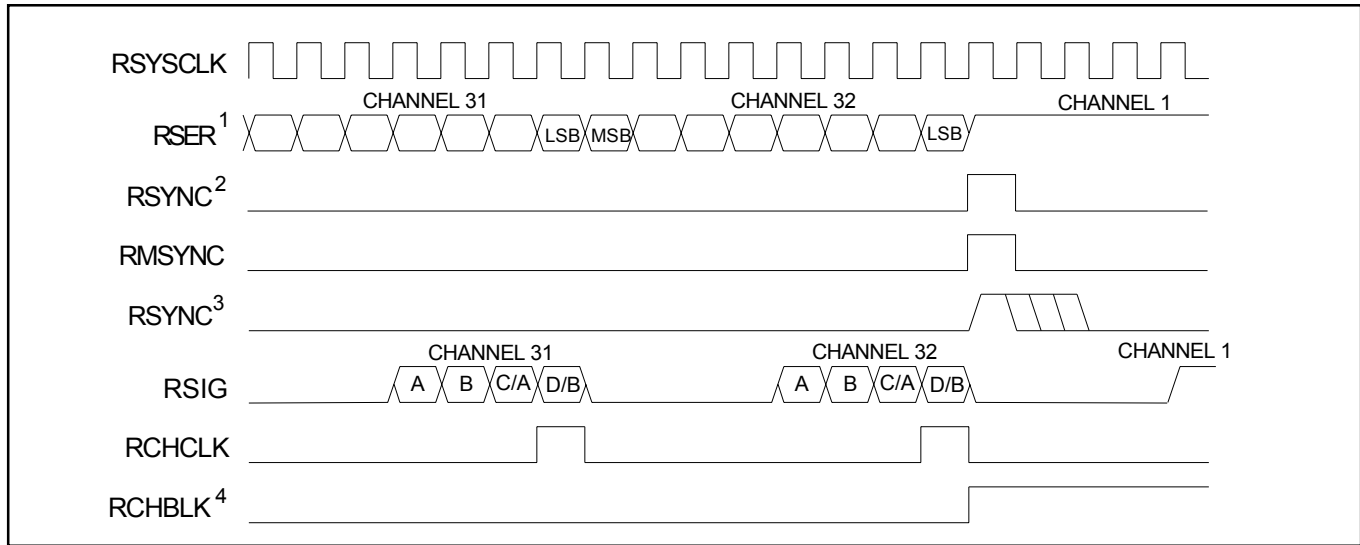 RSYSCLK
CHANNEL 31 CHANNEL 32 CHANNEL 1
RSER1 LSB MSB LSB
RSYNC2
RMSYNC
RSYNC3
CHANNEL 31 CHANNEL 32 CHANNEL 1
RSIG A B C/A D/B A B C/A D/B
RCHCLK
RCHBLK4